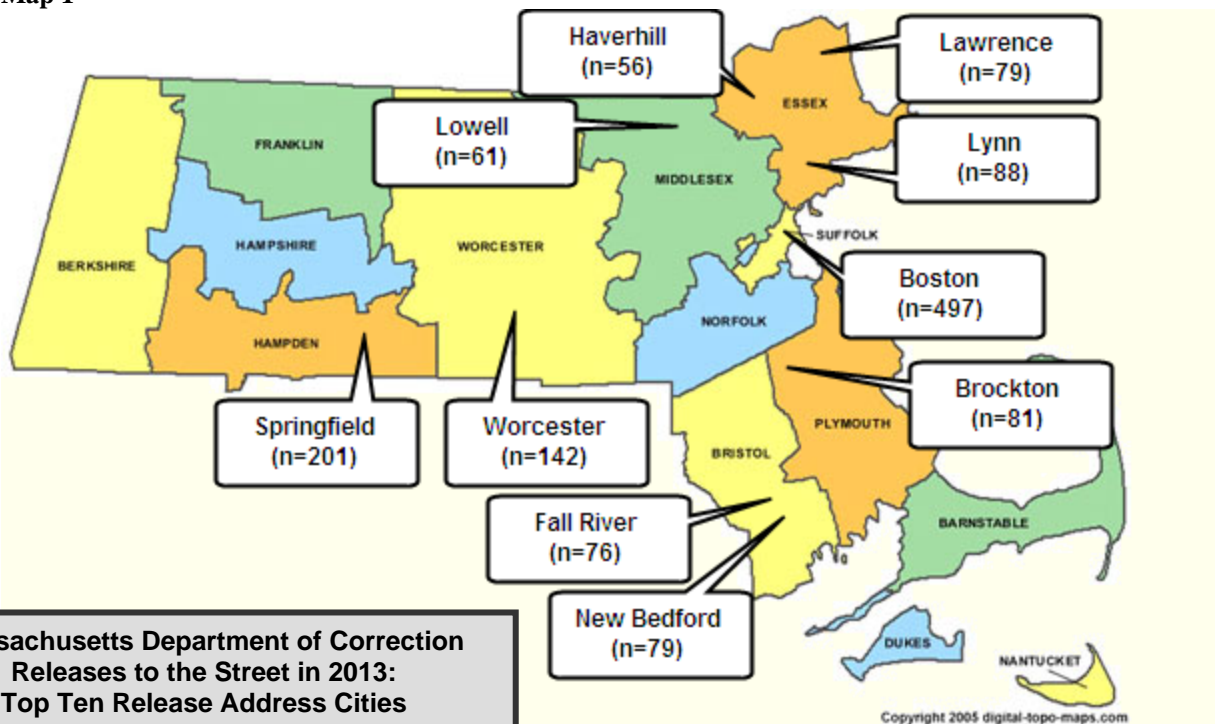 Haverhill
(n=56)
Lawrence
(n=79)
ESSEX
Lowell
(n=61)
Lynn
(n=88)
FRANKLIN
MIDDLESEX
SUFFOLK
HAMPSHIRE
WORCESTER
BERKSHIRE
Boston
(n=497)
NORFOLK
HAMPDEN
Brockton
(n=81)
Springfield
(n=201)
Worcester
(n=142)
PLYMOUTH
BRISTOL
Fall River
(n=76)
BARNSTABLE
New Bedford
(n=79)
sachusetts Department of Correction
Releases to the Street in 2013:
Top Ten Release Address Cities
DUKES
NANTUCKET
Copyright 2005 digital-topo-maps.com